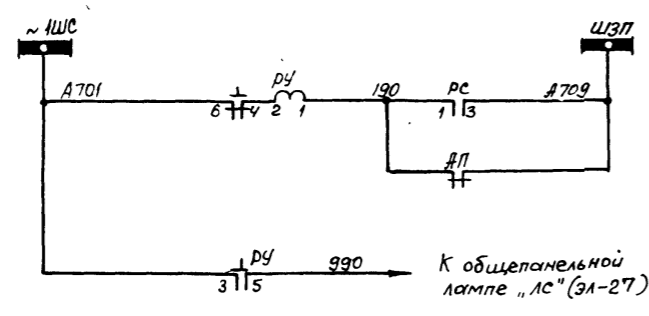 ~1ШС
ШЗП
А701
РУ
190
РС
А709
6 4 2 1
1 3
АП
РУ
990
3 5
К общепанельной
лампе „ЛС" (ЭЛ-27)